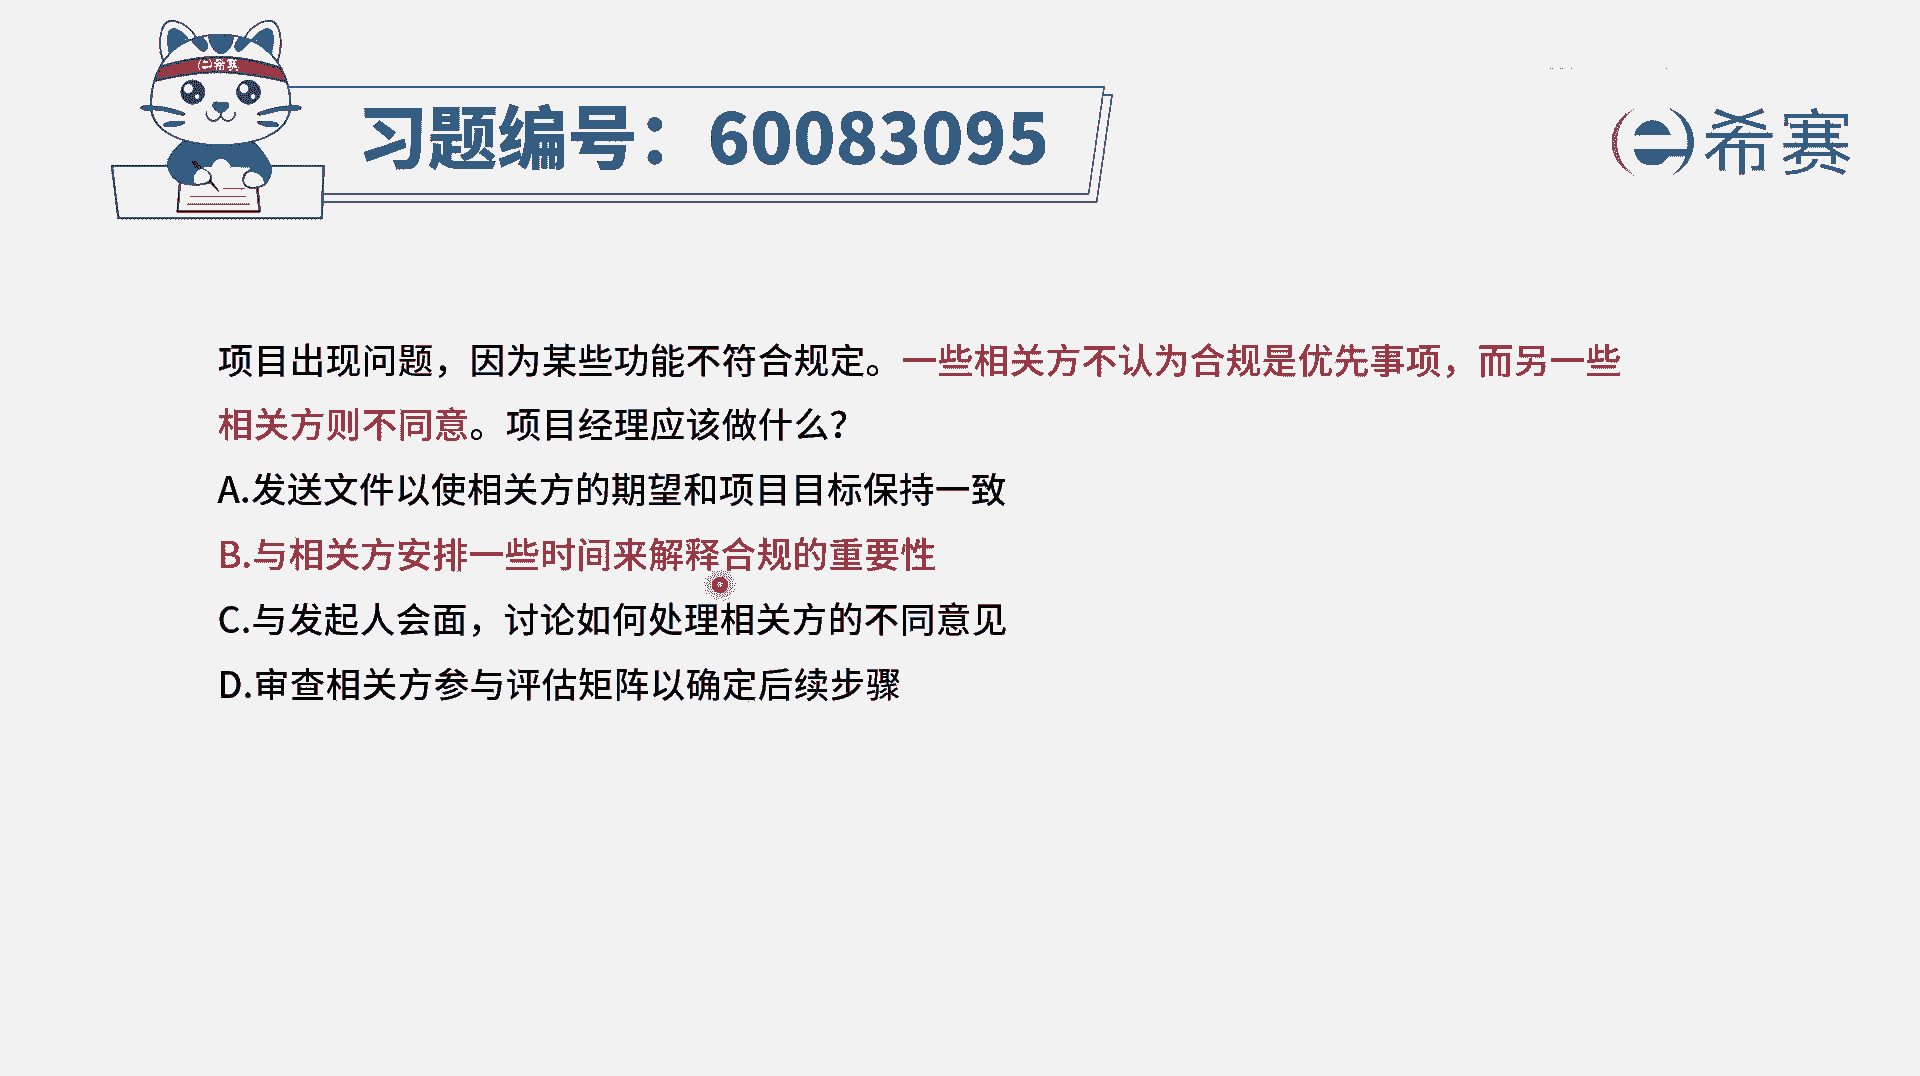 希赛
习题编号：60083095
希赛
项目出现问题，因为某些功能不符合规定。一些相关方不认为合规是优先事项，而另一些
相关方则不同意。项目经理应该做什么？
A.发送文件以使相关方的期望和项目目标保持一致
B.与相关方安排一些时间来解释合规的重要性
C.与发起人会面，讨论如何处理相关方的不同意见
D.审查相关方参与评估矩阵以确定后续步骤